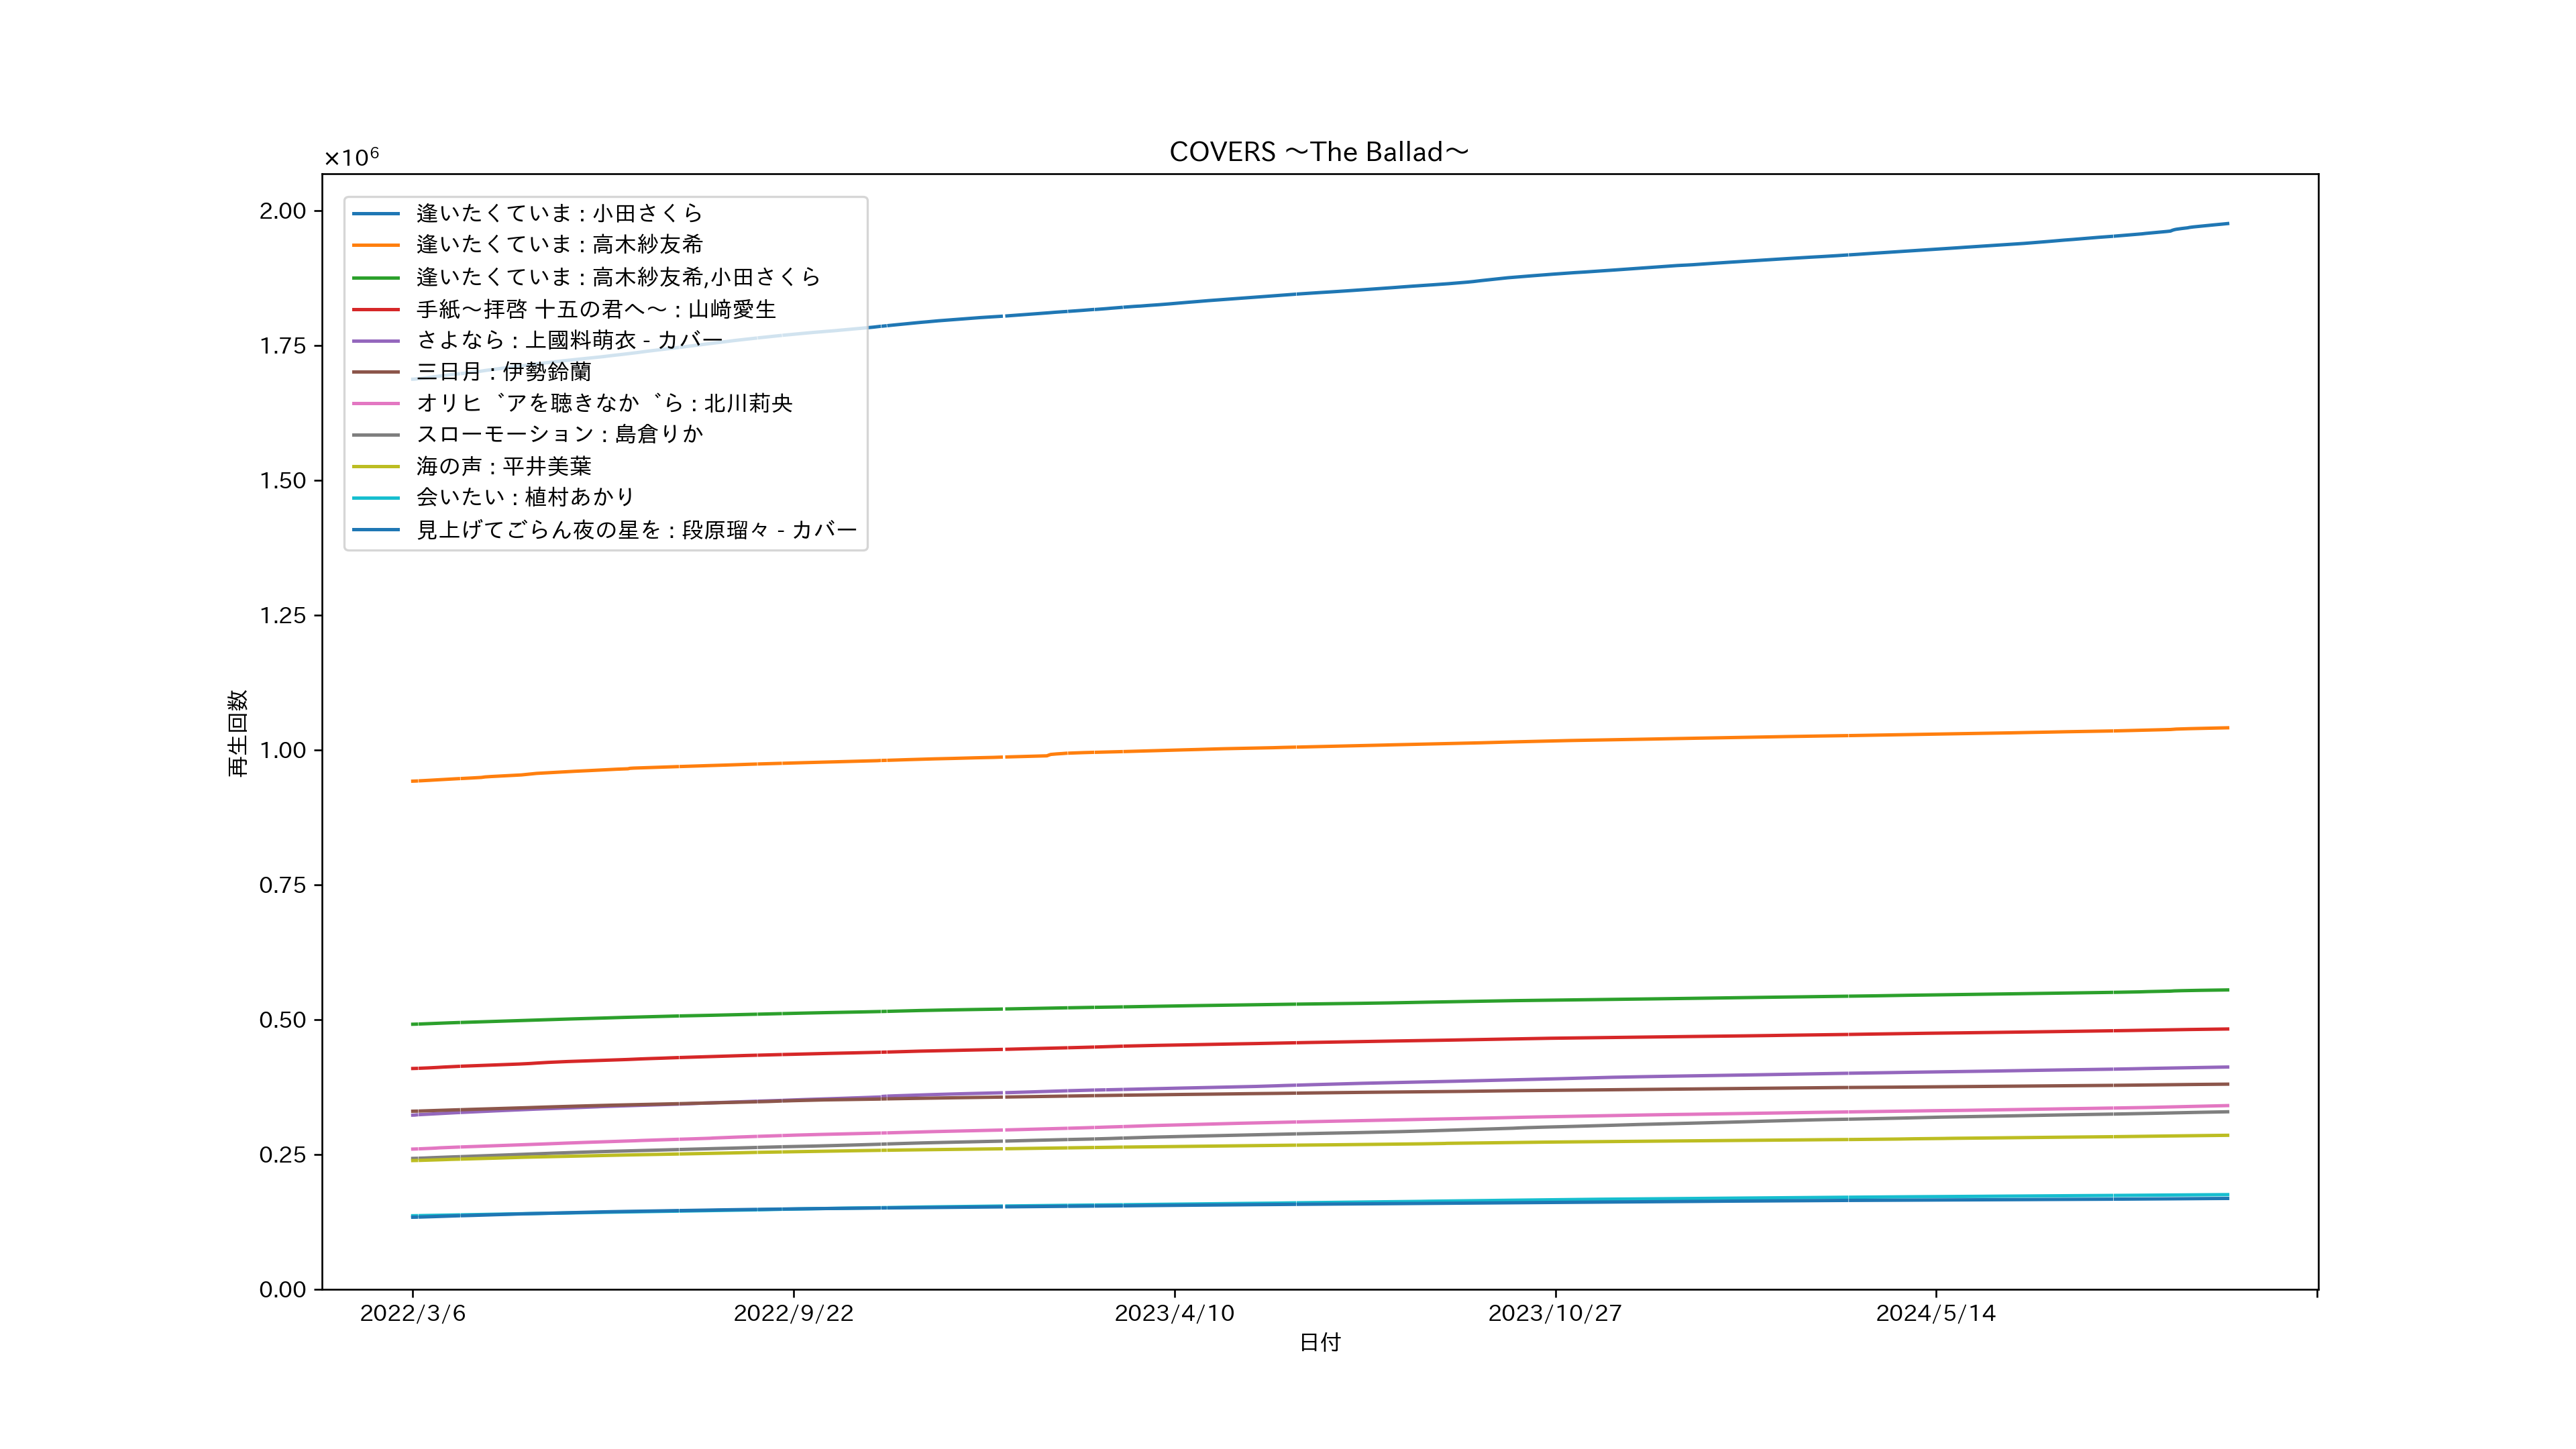 COVERS 〜The Ballad〜
×10⁶
2.00
1.75
1.50
1.25
1.00
0.75
0.50
0.25
0.00
再生回数
逢いたくていま : 小田さくら
逢いたくていま : 高木紗友希
逢いたくていま : 高木紗友希,小田さくら
手紙〜拝啓 十五の君へ〜 : 山﨑愛生
さよなら : 上國料萌衣 - カバー
三日月 : 伊勢鈴蘭
オリヒ゛アを聴きなか゛ら : 北川莉央
スローモーション : 島倉りか
海の声 : 平井美葉
会いたい : 植村あかり
見上げてごらん夜の星を : 段原瑠々 - カバー
2022/3/6
2022/9/22
2023/4/10
2023/10/27
2024/5/14
日付